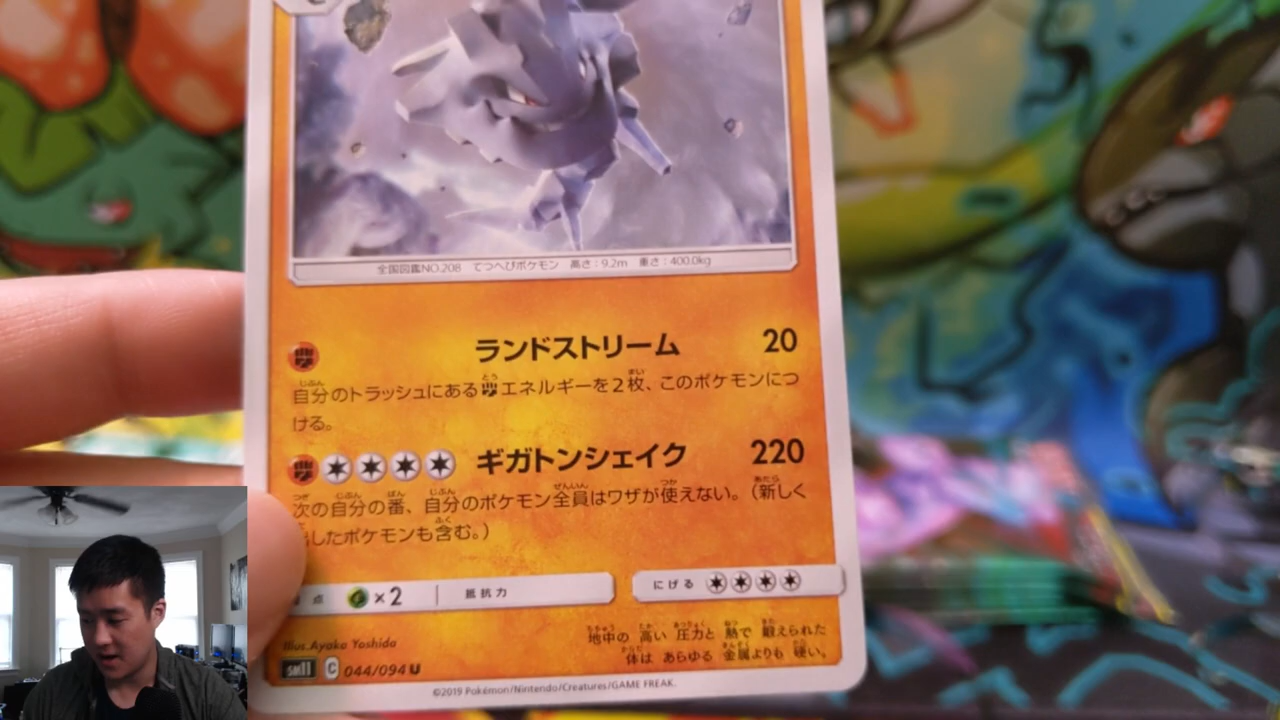 全国図鑑NO.208 てつへびポケモン 高さ:9.2m 重さ:400.0kg
ランドストリーム 20
自分のトラッシュにある闘エネルギーを2枚、このポケモンにつ
ける。
ギガトンシェイク 220
次の自分の番、自分のポケモン全員はワザが使えない。(新しく
したポケモンも含む。)
点 ×2 抵抗力 にげる
Illus.Ayaka Yoshida
地中の 高い 圧力と 熱で 鍛えられた
体は あらゆる 金属よりも 硬い。
SM11 C 044/094 U
©2019 Pokémon/Nintendo/Creatures/GAME FREAK.